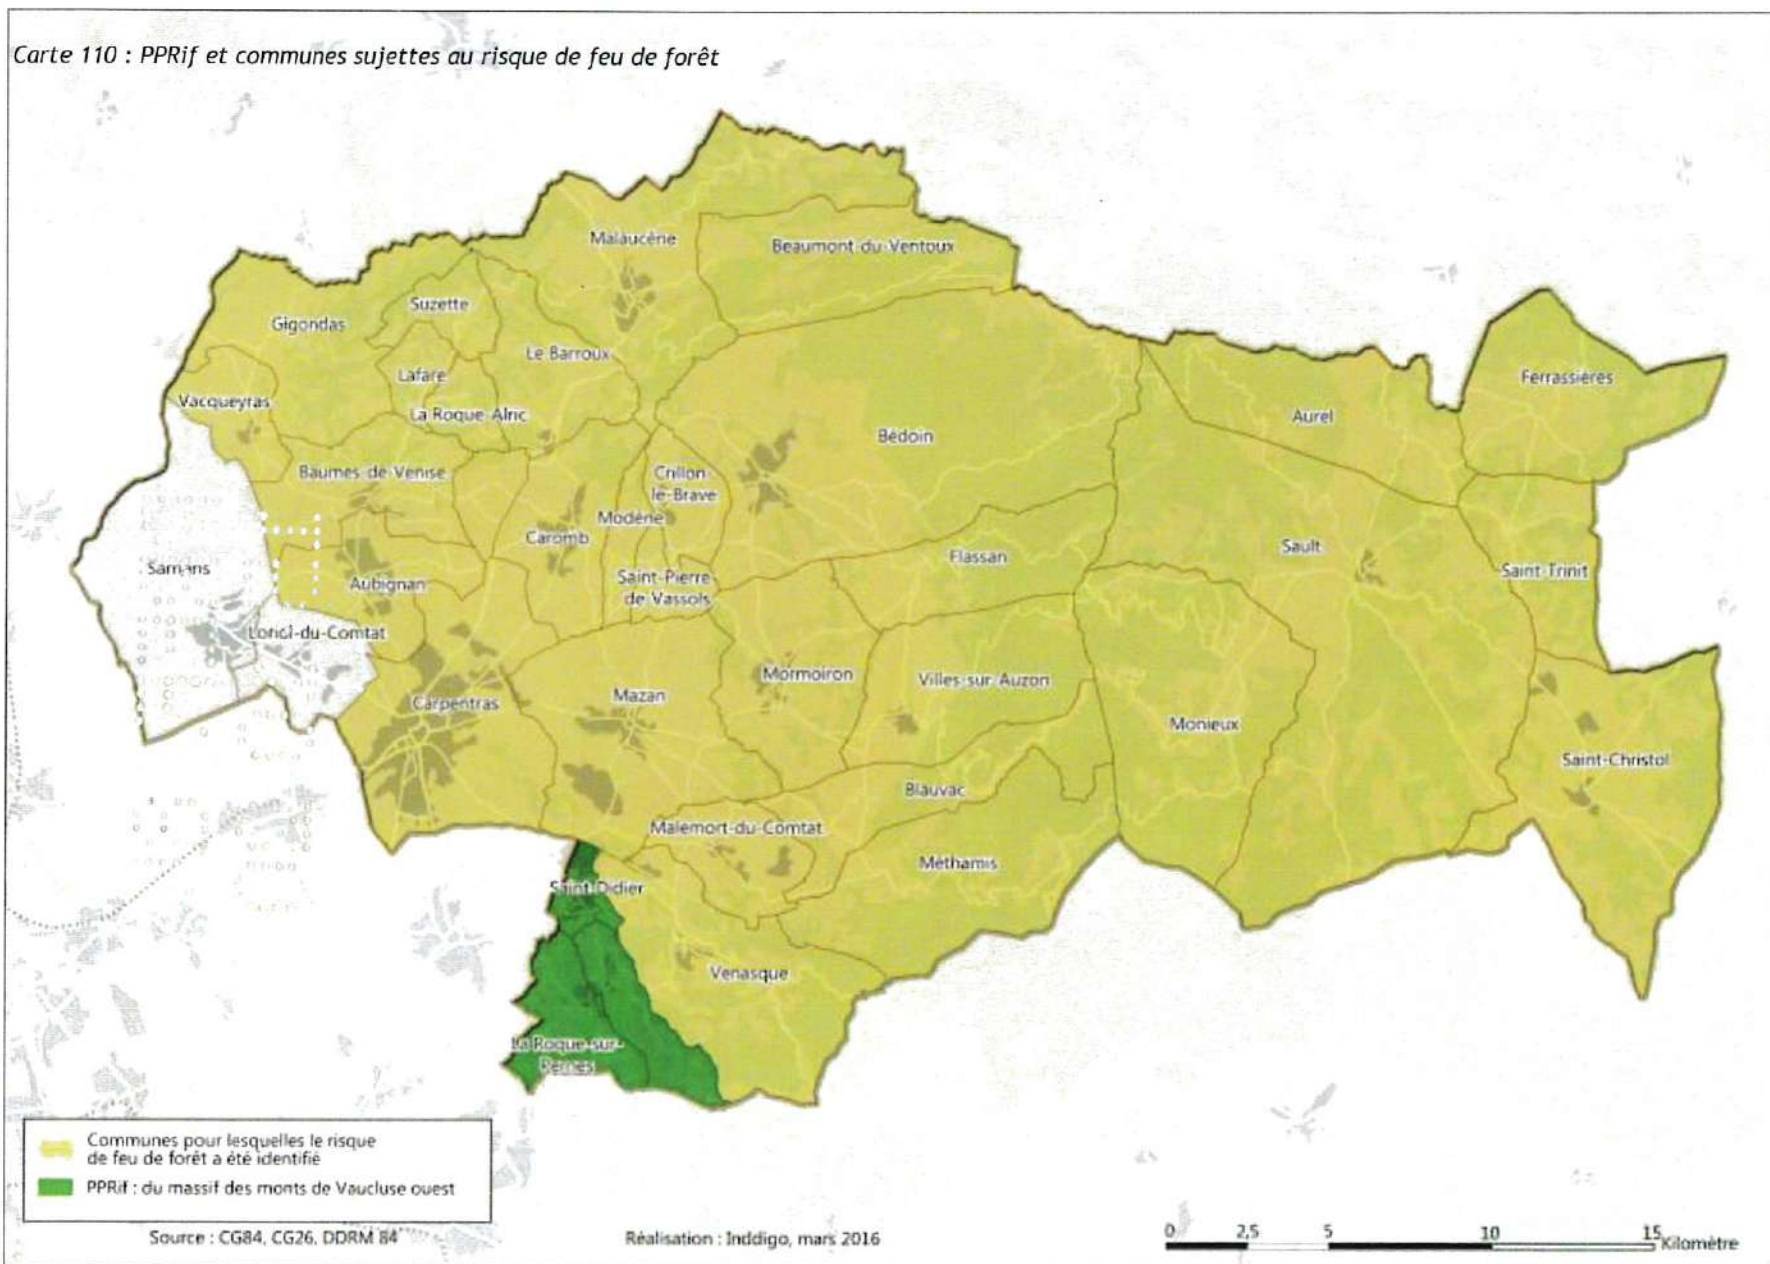 Carte 110 : PPRif et communes sujettes au risque de feu de forêt
Malaucène
Beaumont-du-Ventoux
Suzette
Gigondas
Le Barroux
Lafare
Ferrassières
Vacqueyras
La Roque-Alric
Aurel
Bédoin
Baumes-de-Venise
Crillon-
le-Brave
Modène
Caromb
Sault
Flassan
Saint-Trinit
Aubignan
Saint-Pierre
de Vassols
Carpentras
Mazan
Mormoiron
Villes-sur-Auzon
Monieux
Saint-Christol
Blauvac
Malemort-du-Comtat
Méthamis
Saint-Didier
Venasque
La Roque-sur-
Pernes
Communes pour lesquelles le risque
de feu de forêt a été identifié
PPRif : du massif des monts de Vaucluse ouest
Source : CG84, CG26, DDRM 84
Réalisation : Inddigo, mars 2016
0 2,5 5 10 15 Kilomètre